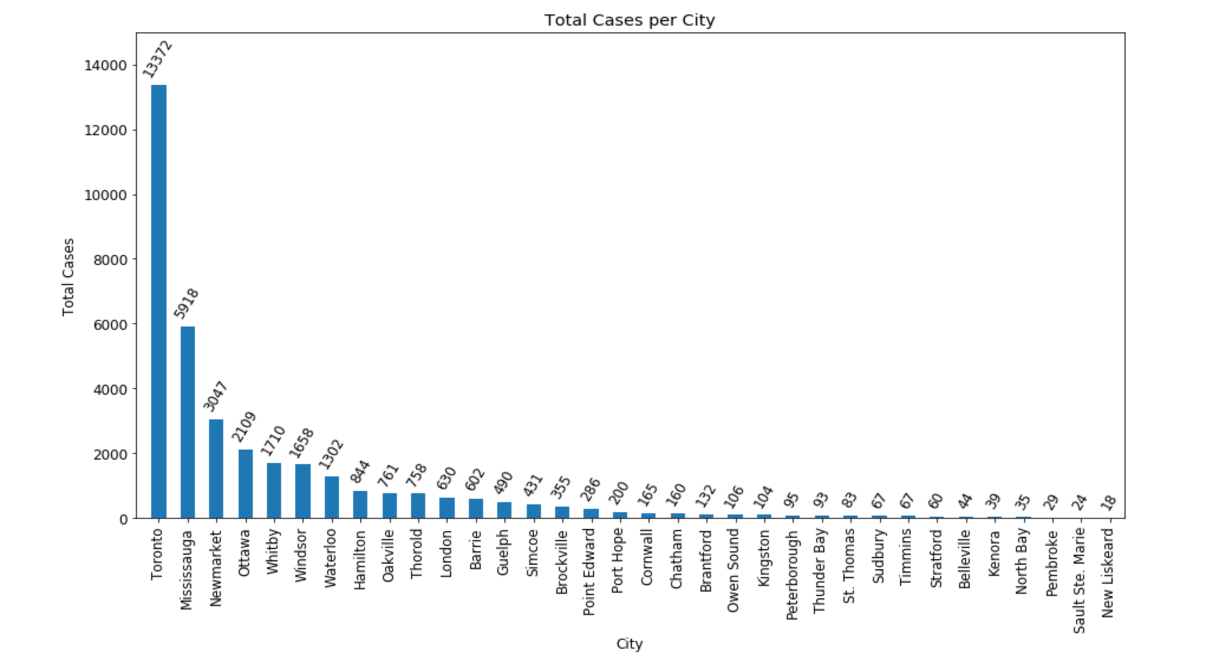 Total Cases per City
Total Cases
14000
12000
10000
8000
6000
4000
2000
0
13372
5918
3047
2109
1710
1658
1302
844
761
758
630
602
490
431
355
286
200
165
160
132
106
104
95
93
83
67
67
60
44
39
35
29
24
18
Toronto
Mississauga
Newmarket
Ottawa
Whitby
Windsor
Waterloo
Hamilton
Oakville
Thorold
London
Barrie
Guelph
Simcoe
Brockville
Point Edward
Port Hope
Cornwall
Chatham
Brantford
Owen Sound
Kingston
Peterborough
Thunder Bay
St. Thomas
Sudbury
Timmins
Stratford
Belleville
Kenora
North Bay
Pembroke
Sault Ste. Marie
New Liskeard
City